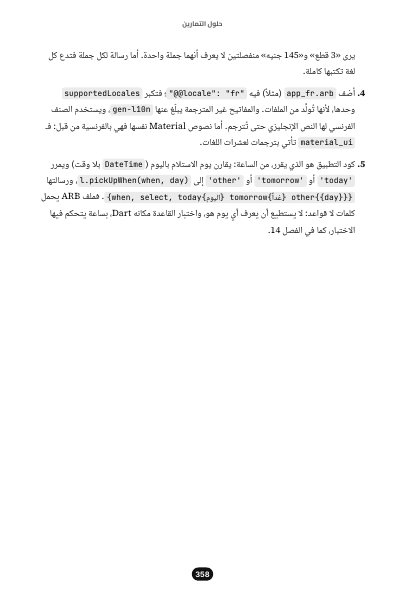 حلول التمارين
يرى «3 قطع» و«145 جنيه» منفصلتين لا يعرف أنهما جملة واحدة. أما رسالة لكل جملة فتدع كل
لغة تكتبها كاملة.
4. أضف app_fr.arb (مثلاً) فيه "@@locale": "fr"؛ فتكبر supportedLocales
وحدها، لأنها تُولَّد من الملفات. والمفاتيح غير المترجمة يبلّغ عنها gen-l10n، ويستخدم الصنف
الفرنسي لها النص الإنجليزي حتى تُترجم. أما نصوص Material نفسها فهي بالفرنسية من قبل: فـ
material_ui تأتي بترجمات لعشرات اللغات.
5. كود التطبيق هو الذي يقرر، من الساعة: يقارن يوم الاستلام باليوم (DateTime بلا وقت) ويمرر
'today' أو 'tomorrow' أو 'other' إلى l.pickUpWhen(when, day)، ورسالتها
{when, select, today{اليوم} tomorrow{غداً} other{{day}}}. فملف ARB يحمل
كلمات لا قواعد: لا يستطيع أن يعرف أي يوم هو، واختبار القاعدة مكانه Dart، بساعة يتحكم فيها
الاختبار، كما في الفصل 14.
358